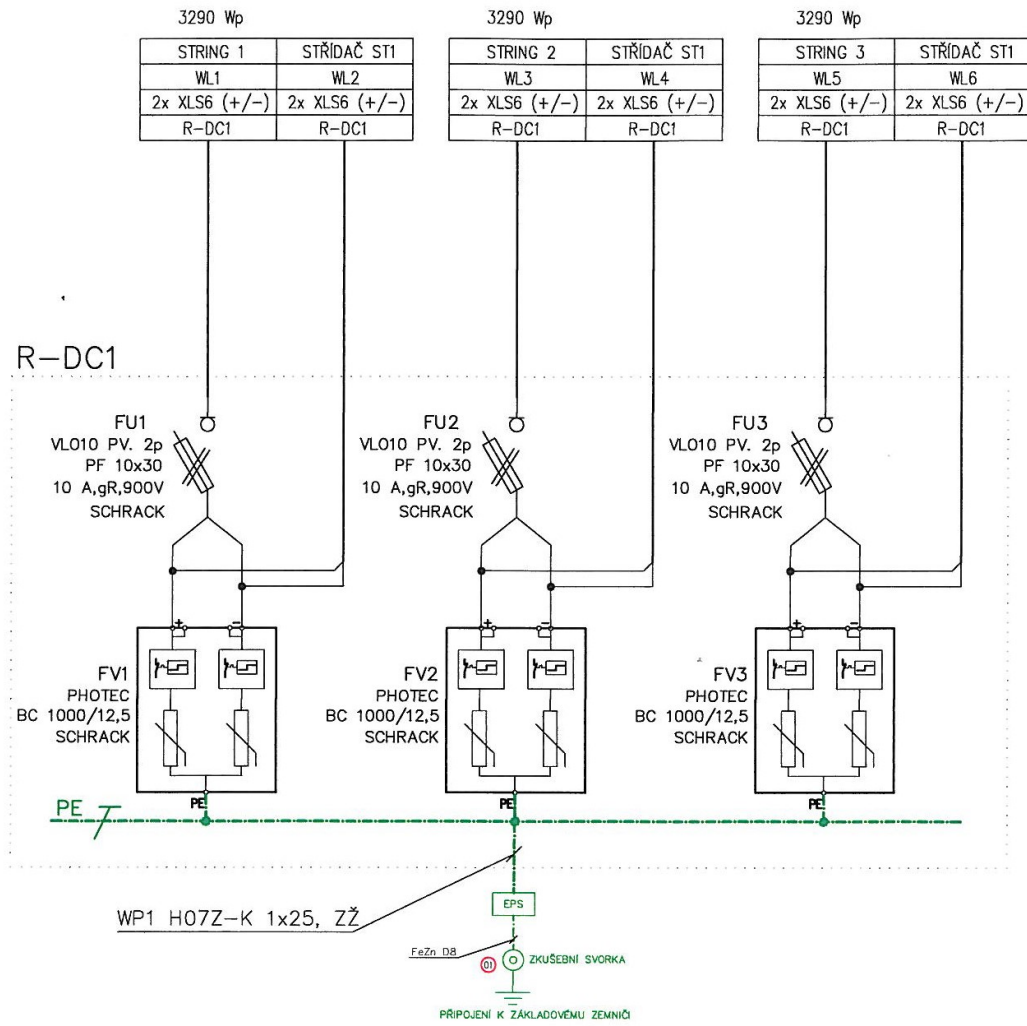 3290 Wp
STRING 1 STŘÍDAČ ST1
WL1 WL2
2x XLS6 (+/-) 2x XLS6 (+/-)
R-DC1 R-DC1
3290 Wp
STRING 2 STŘÍDAČ ST1
WL3 WL4
2x XLS6 (+/-) 2x XLS6 (+/-)
R-DC1 R-DC1
3290 Wp
STRING 3 STŘÍDAČ ST1
WL5 WL6
2x XLS6 (+/-) 2x XLS6 (+/-)
R-DC1 R-DC1
R-DC1
FU1
VLO10 PV. 2p
PF 10x30
10 A,gR,900V
SCHRACK
FU2
VLO10 PV. 2p
PF 10x30
10 A,gR,900V
SCHRACK
FU3
VLO10 PV. 2p
PF 10x30
10 A,gR,900V
SCHRACK
+ -
FV1
PHOTEC
BC 1000/12,5
SCHRACK
PE
+ -
FV2
PHOTEC
BC 1000/12,5
SCHRACK
PE
+ -
FV3
PHOTEC
BC 1000/12,5
SCHRACK
PE
PE
WP1 H07Z-K 1x25, ZŽ
EPS
FeZn D8
01 ZKUŠEBNÍ SVORKA
PŘIPOJENÍ K ZÁKLADOVÉMU ZEMNIČI